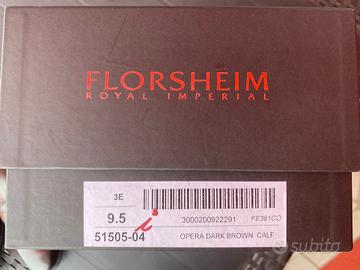 FLORSHEIM
ROYAL IMPERIAL
3E
9.5
3000200922291
FE361CO
51505-04
OPERA DARK BROWN CALF
subito